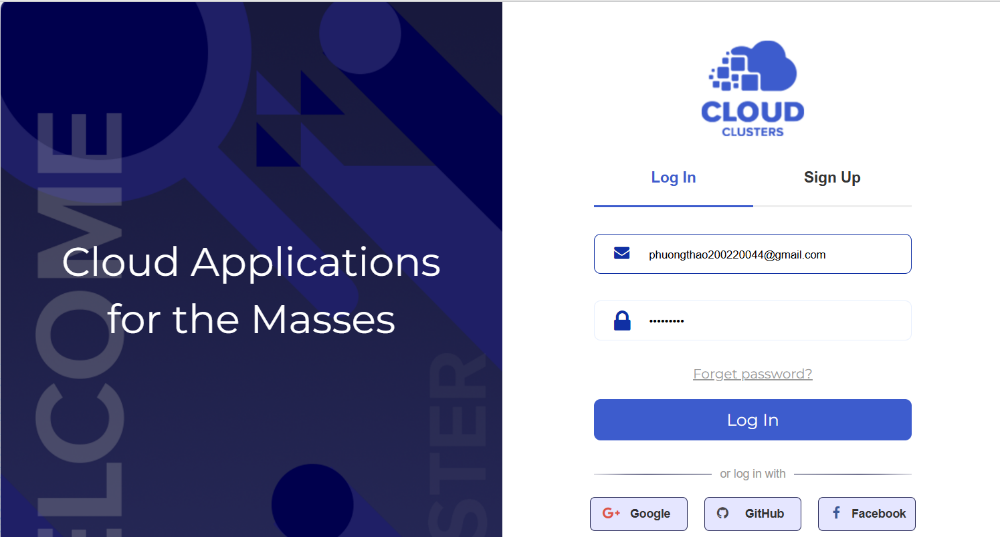 WELCOME
Cloud Applications
for the Masses
STER
CLOUD
CLUSTERS
Log In
Sign Up
phuongthao200220044@gmail.com
•••••••••
Forget password?
Log In
or log in with
G+ Google
GitHub
f Facebook